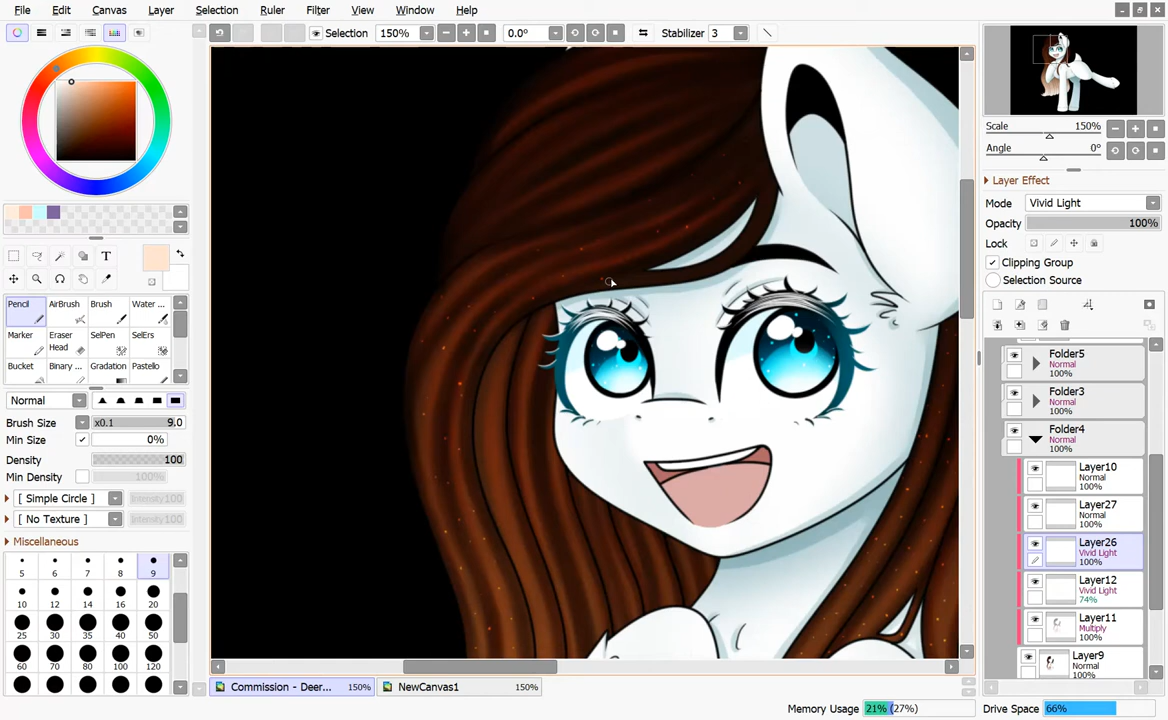 File Edit Canvas Layer Selection Ruler Filter View Window Help
Selection 150% 0.0° Stabilizer 3
Scale 150%
Angle 0°
Layer Effect
Mode Vivid Light
Opacity 100%
Lock
Clipping Group
Selection Source
T
Pencil AirBrush Brush Water ...
Marker Eraser Head SelPen SelErs
Bucket Binary ... Gradation Pastello
Normal
Brush Size x0.1 9.0
Min Size 0%
Density 100
Min Density 100%
[ Simple Circle ] Intensity 100
[ No Texture ] Intensity 100
Miscellaneous
5 6 7 8 9
10 12 14 16 20
25 30 35 40 50
60 70 80 100 120
Folder5
Normal
100%
Folder3
Normal
100%
Folder4
Normal
100%
Layer10
Normal
100%
Layer27
Normal
100%
Layer26
Vivid Light
100%
Layer12
Vivid Light
74%
Layer11
Multiply
100%
Layer9
Normal
100%
Commission - Deer... 150% NewCanvas1 150%
Memory Usage 21% (27%) Drive Space 66%